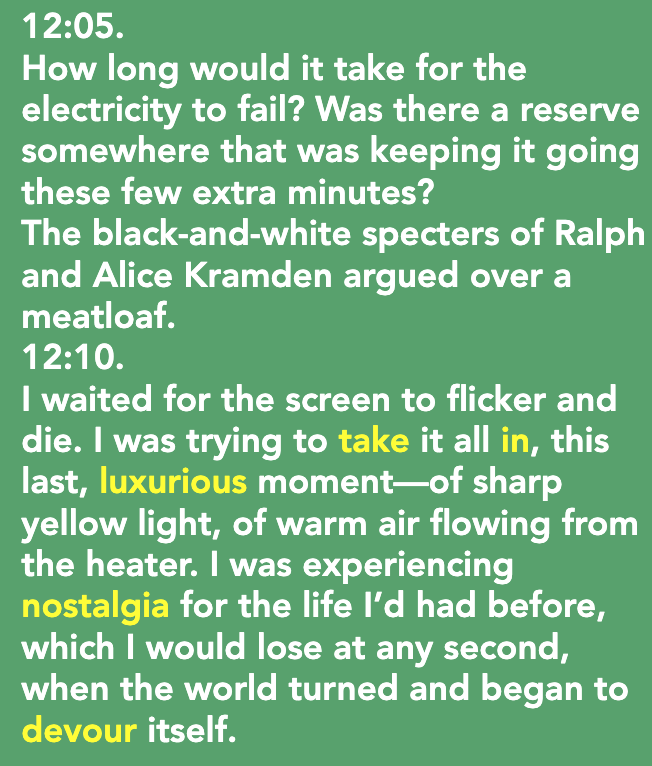 12:05.
How long would it take for the
electricity to fail? Was there a reserve
somewhere that was keeping it going
these few extra minutes?
The black-and-white specters of Ralph
and Alice Kramden argued over a
meatloaf.
12:10.
I waited for the screen to flicker and
die. I was trying to take it all in, this
last, luxurious moment—of sharp
yellow light, of warm air flowing from
the heater. I was experiencing
nostalgia for the life I’d had before,
which I would lose at any second,
when the world turned and began to
devour itself.